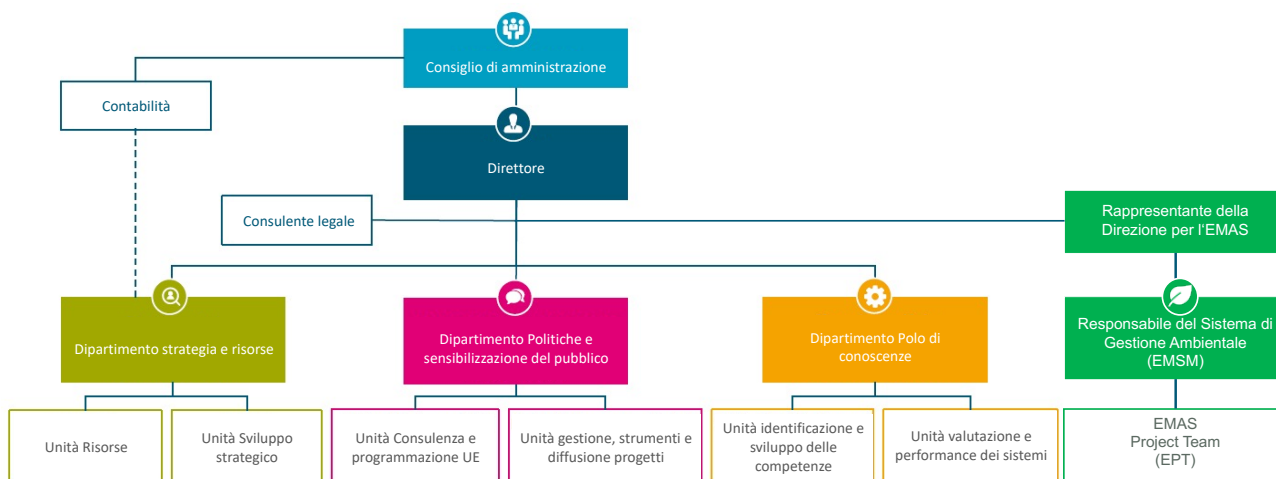 Consiglio di amministrazione
Contabilità
Direttore
Consulente legale
Rappresentante della
Direzione per l'EMAS
Dipartimento strategia e risorse
Dipartimento Politiche e
sensibilizzazione del pubblico
Dipartimento Polo di
conoscenze
Responsabile del Sistema di
Gestione Ambientale
(EMSM)
Unità Risorse
Unità Sviluppo
strategico
Unità Consulenza e
programmazione UE
Unità gestione, strumenti e
diffusione progetti
Unità identificazione e
sviluppo delle
competenze
Unità valutazione e
performance dei sistemi
EMAS
Project Team
(EPT)